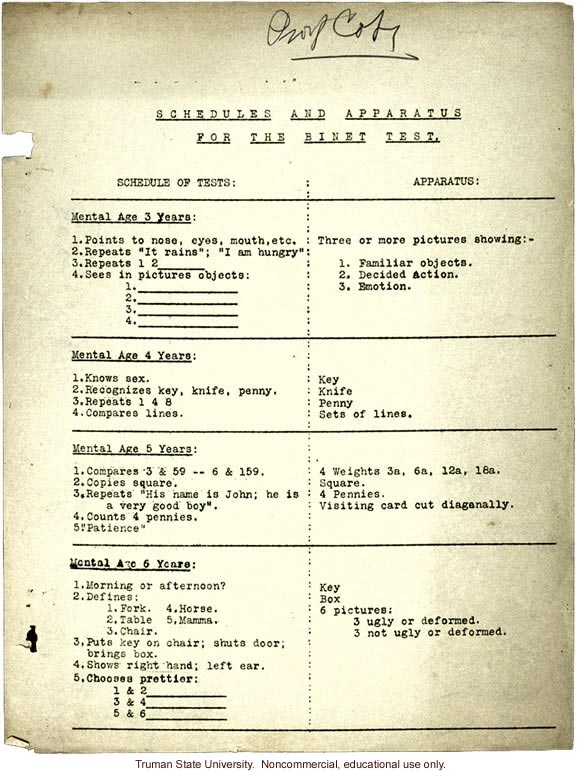 SCHEDULES AND APPARATUS
FOR THE BINET TEST.
SCHEDULE OF TESTS: : APPARATUS:
Mental Age 3 Years:
1.Points to nose, eyes, mouth,etc. : Three or more pictures showing:-
2.Repeats "It rains"; "I am hungry":
3.Repeats 1 2______ : 1. Familiar objects.
4.Sees in pictures objects: : 2. Decided Action.
1.______________ : 3. Emotion.
2.______________
3.______________
4.______________
Mental Age 4 Years:
1.Knows sex. : Key
2.Recognizes key, knife, penny. : Knife
3.Repeats 1 4 8 : Penny
4.Compares lines. : Sets of lines.
Mental Age 5 Years:
1.Compares 3 & 59 -- 6 & 159. : 4 Weights 3a, 6a, 12a, 18a.
2.Copies square. : Square.
3.Repeats "His name is John; he is : 4 Pennies.
a very good boy". : Visiting card cut diaganally.
4.Counts 4 pennies.
5."Patience"
Mental Age 6 Years:
1.Morning or afternoon? : Key
2.Defines: : Box
1.Fork. 4.Horse. : 6 pictures:
2.Table 5.Mamma. : 3 ugly or deformed.
3.Chair. : 3 not ugly or deformed.
3.Puts key on chair; shuts door;
brings box.
4.Shows right hand; left ear.
5.Chooses prettier:
1 & 2___________
3 & 4___________
5 & 6___________
Truman State University. Noncommercial, educational use only.